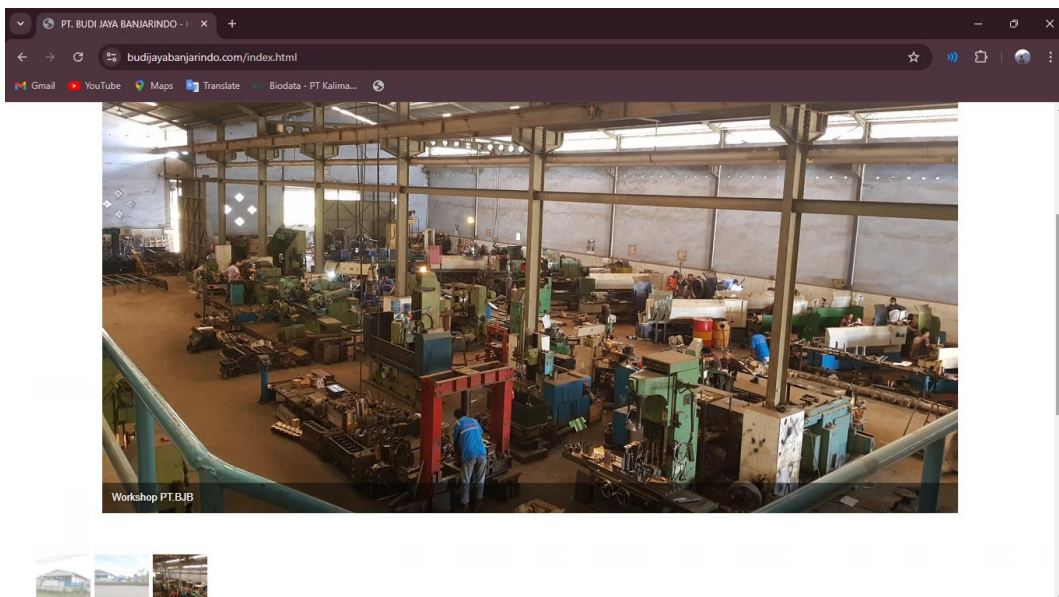 PT. BUDI JAYA BANJARINDO - H
budijayabanjarindo.com/index.html
Gmail
YouTube
Maps
Translate
Biodata - PT Kalima...
Workshop PT.BJB